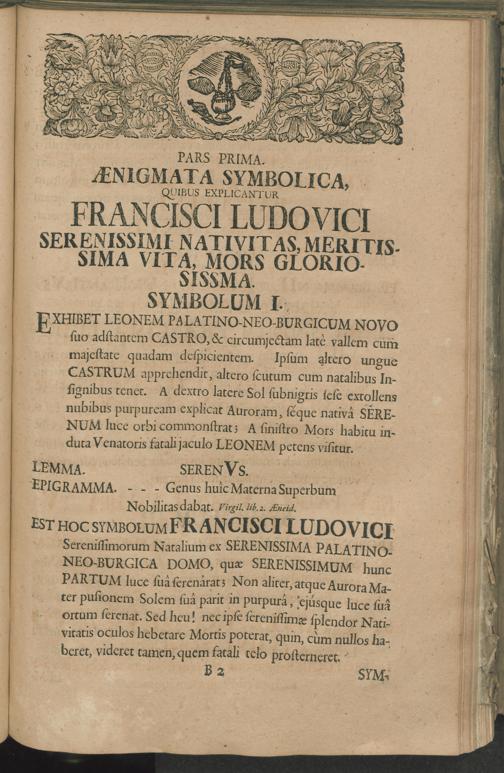 PARS PRIMA.
ÆNIGMATA SYMBOLICA,
QUIBUS EXPLICANTUR
FRANCISCI LUDOVICI
SERENISSIMI NATIVITAS, MERITIS-
SIMA VITA, MORS GLORIO-
SISSMA.
SYMBOLUM I.
EXHIBET LEONEM PALATINO-NEO-BURGICUM NOVO
suo adſtantem CASTRO, & circumjectam latè vallem cum
majeſtate quadam deſpicientem. Ipſum altero ungue
CASTRUM apprehendit, altero ſcutum cum natalibus In-
ſignibus tenet. A dextro latere Sol ſubnigris ſeſe extollens
nubibus purpuream explicat Auroram, ſéque nativâ SERE-
NUM luce orbi commonſtrat; A ſiniſtro Mors habitu in-
duta Venatoris fatali jaculo LEONEM petens viſitur.
LEMMA. SERENVS.
EPIGRAMMA. - - - Genus huic Materna Superbum
Nobilitas dabat. Virgil. lib. 2. Æneid.
EST HOC SYMBOLUM FRANCISCI LUDOVICI
Sereniſſimorum Natalium ex SERENISSIMA PALATINO-
NEO-BURGICA DOMO, quæ SERENISSIMUM hunc
PARTUM luce ſuâ ſerenârat; Non aliter, atque Aurora Ma-
ter puſionem Solem ſuâ parit in purpurâ, ejúsque luce ſuâ
ortum ſerenat. Sed heu! nec ipſe ſereniſſimæ ſplendor Nati-
vitatis oculos hebetare Mortis poterat, quin, cùm nullos ha-
beret, videret tamen, quem fatali telo proſterneret.
B 2 SYM-